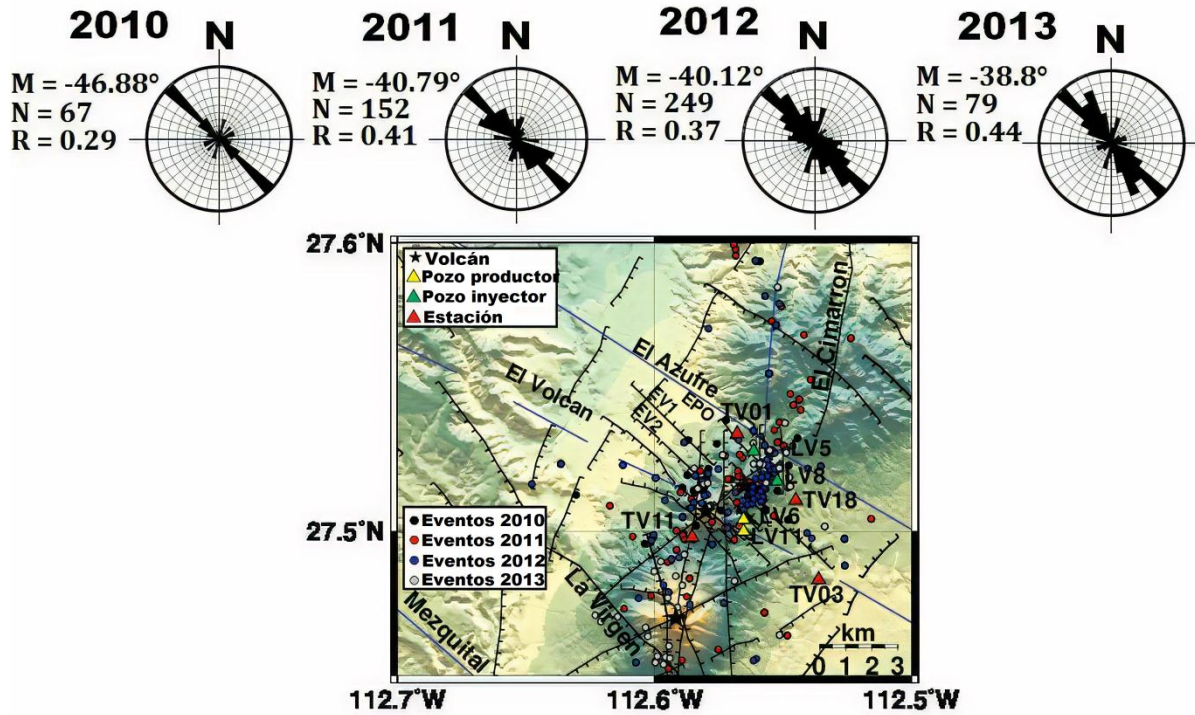 2010
N
M = -46.88°
N = 67
R = 0.29
2011
N
M = -40.79°
N = 152
R = 0.41
2012
N
M = -40.12°
N = 249
R = 0.37
2013
N
M = -38.8°
N = 79
R = 0.44
27.6°N
Volcán
Pozo productor
Pozo inyector
Estación
El Cimarron
El Azufre
El Volcan
EV1
EPO
EV2
TV01
LV5
LV8
TV18
LV6
TV11
LV11
27.5°N
Eventos 2010
Eventos 2011
Eventos 2012
Eventos 2013
TV03
La Virgen
Mezquital
km
0 1 2 3
112.7°W
112.6°W
112.5°W